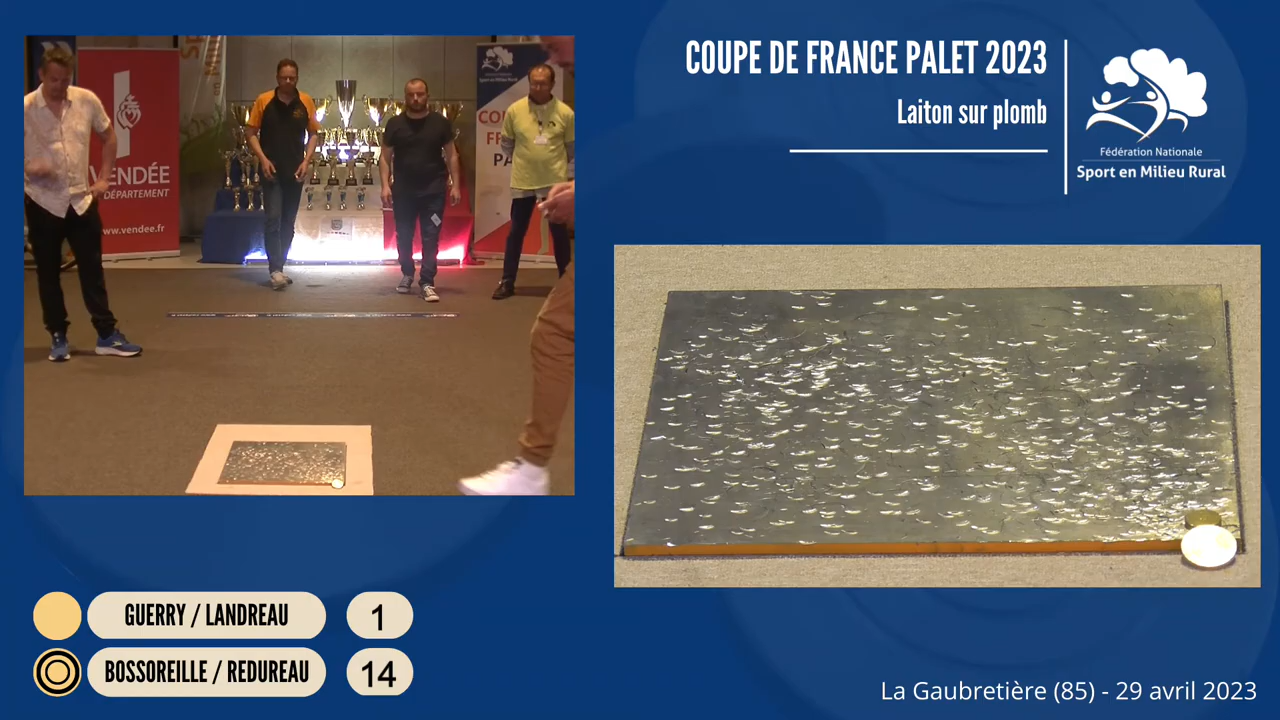 COUPE DE FRANCE PALET 2023
Laiton sur plomb
Fédération Nationale
Sport en Milieu Rural
VENDÉE
DÉPARTEMENT
www.vendee.fr
GUERRY / LANDREAU
1
BOSSOREILLE / REDUREAU
14
La Gaubretière (85) - 29 avril 2023